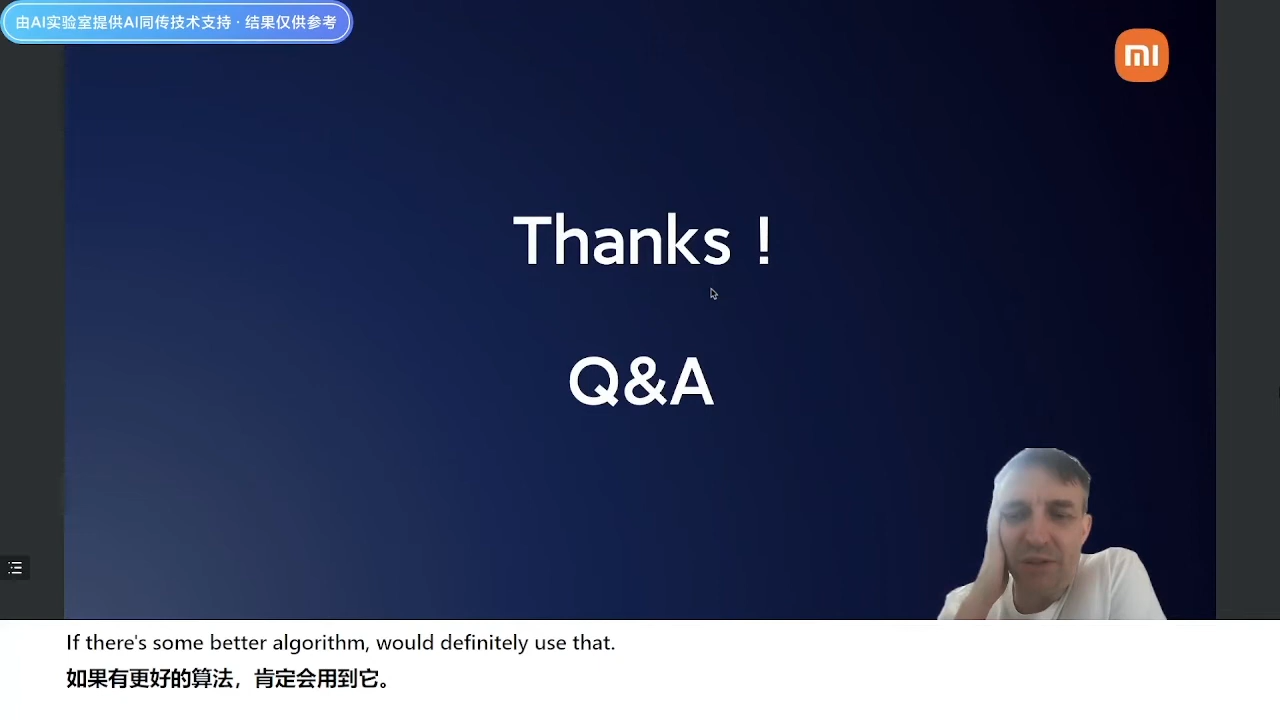 由AI实验室提供AI同传技术支持 · 结果仅供参考
mi
Thanks !
Q&A
If there's some better algorithm, would definitely use that.
如果有更好的算法，肯定会用到它。